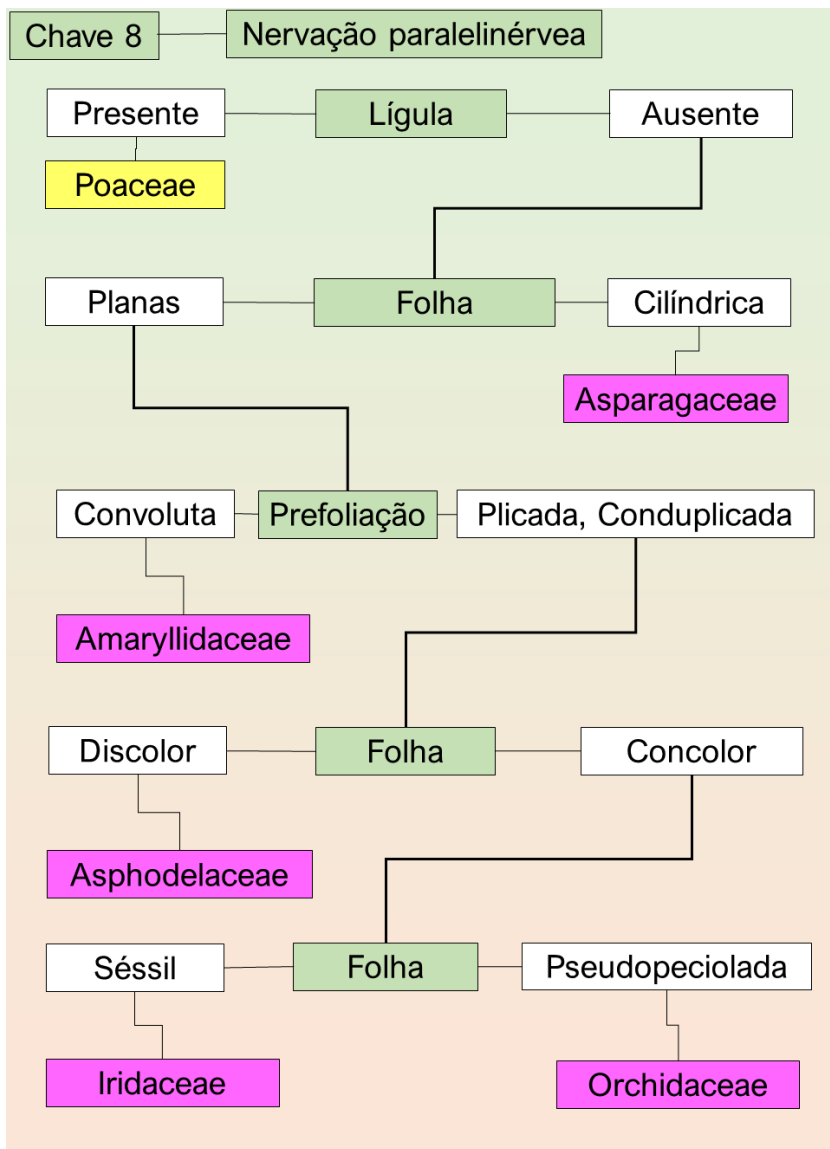 Chave 8
Nervação paralelinérvea
Presente
Lígula
Ausente
Poaceae
Planas
Folha
Cilíndrica
Asparagaceae
Convoluta
Prefoliação
Plicada, Conduplicada
Amaryllidaceae
Discolor
Folha
Concolor
Asphodelaceae
Séssil
Folha
Pseudopeciolada
Iridaceae
Orchidaceae